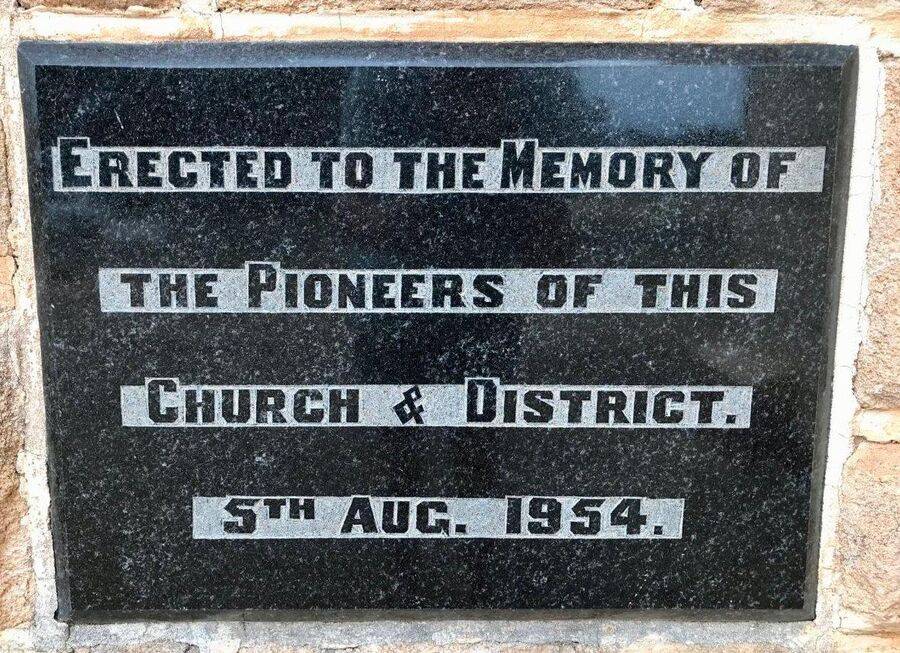 ERECTED TO THE MEMORY OF
THE PIONEERS OF THIS
CHURCH & DISTRICT.
5TH AUG. 1954.